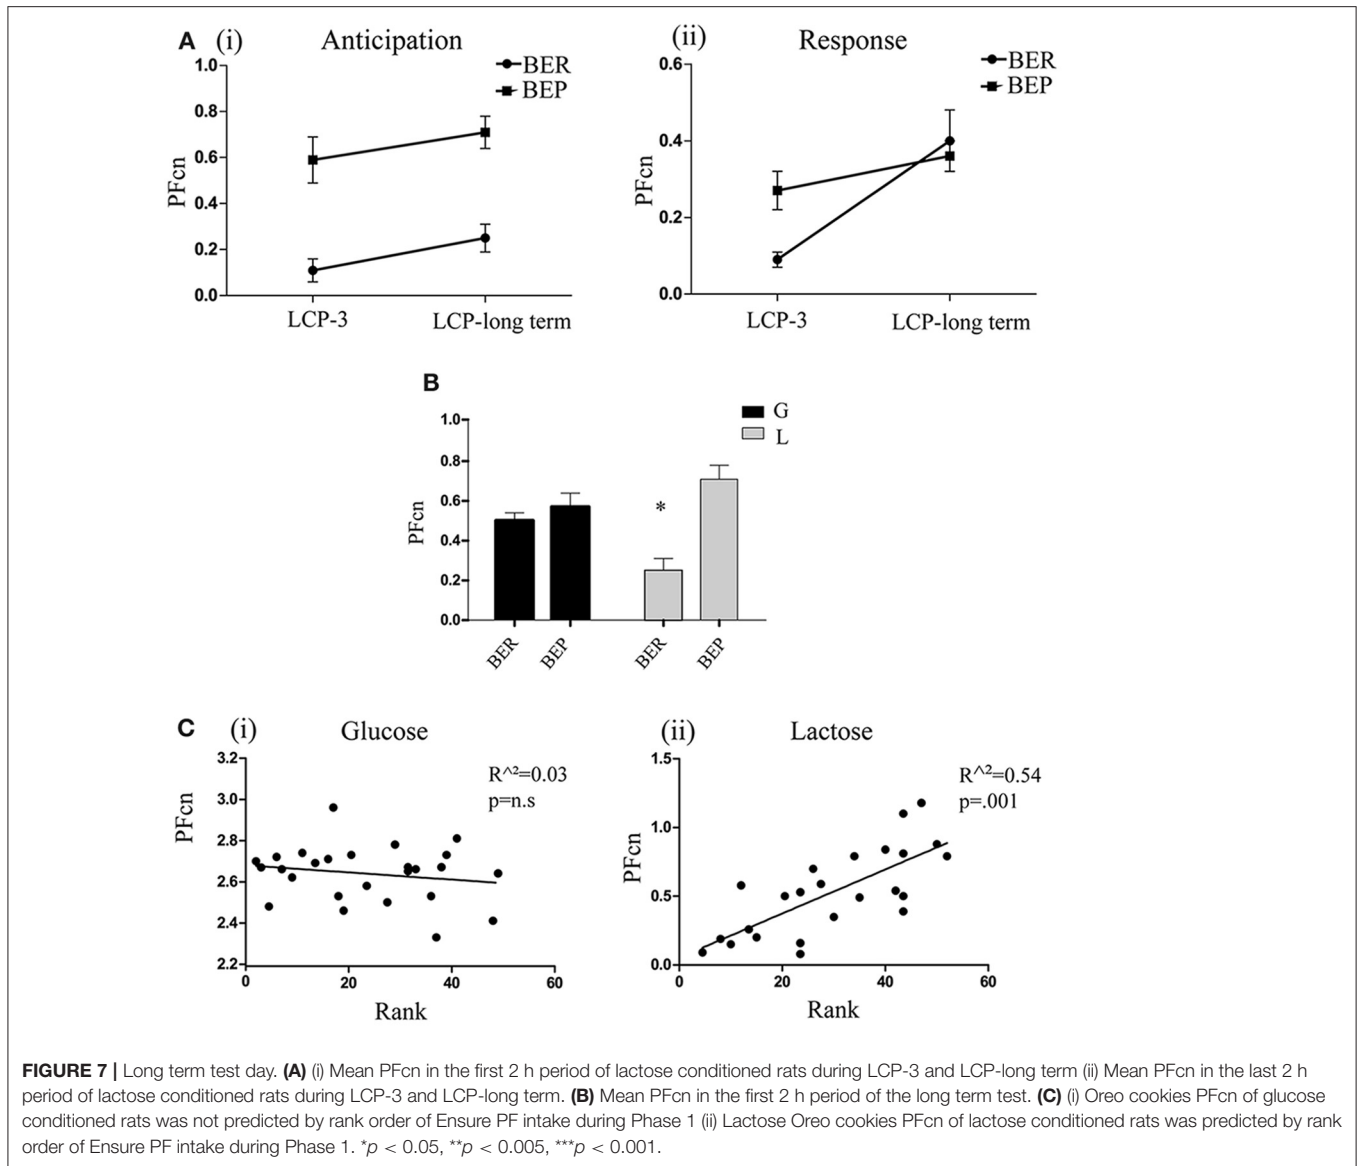 A (i) Anticipation
BER
BEP
PFcn
1.0
0.8
0.6
0.4
0.2
0.0
LCP-3 LCP-long term
(ii) Response
BER
BEP
PFcn
0.6
0.4
0.2
0.0
LCP-3 LCP-long term
B
G
L
PFcn
1.0
0.8
0.6
0.4
0.2
0.0
BER BEP BER BEP
*
C (i) Glucose
R^²=0.03
p=n.s
PFcn
3.2
3.0
2.8
2.6
2.4
2.2
0 20 40 60
Rank
(ii) Lactose
R^²=0.54
p=.001
PFcn
1.5
1.0
0.5
0.0
0 20 40 60
Rank
FIGURE 7 | Long term test day. (A) (i) Mean PFcn in the first 2 h period of lactose conditioned rats during LCP-3 and LCP-long term (ii) Mean PFcn in the last 2 h
period of lactose conditioned rats during LCP-3 and LCP-long term. (B) Mean PFcn in the first 2 h period of the long term test. (C) (i) Oreo cookies PFcn of glucose
conditioned rats was not predicted by rank order of Ensure PF intake during Phase 1 (ii) Lactose Oreo cookies PFcn of lactose conditioned rats was predicted by rank
order of Ensure PF intake during Phase 1. *p < 0.05, **p < 0.005, ***p < 0.001.